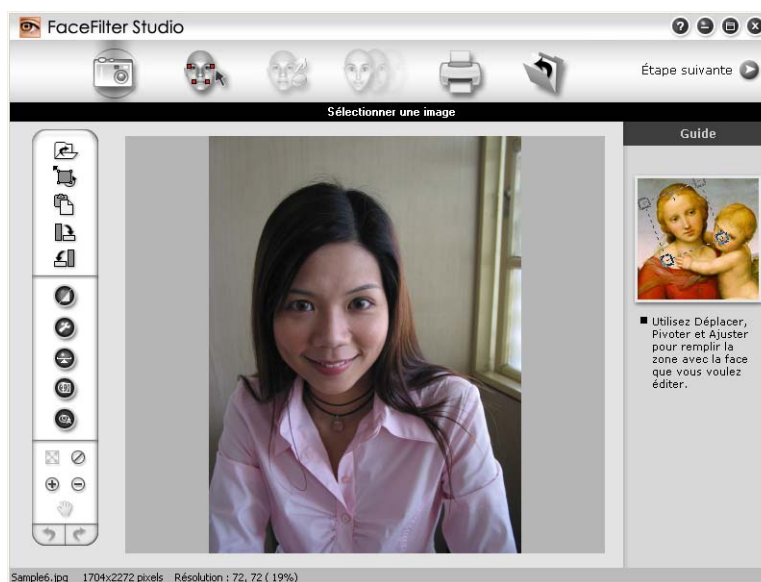 FaceFilter Studio
Étape suivante
Sélectionner une image
Guide
Utilisez Déplacer,
Pivoter et Ajuster
pour remplir la
zone avec la face
que vous voulez
éditer.
Sample6.jpg 1704x2272 pixels Résolution : 72, 72 ( 19%)